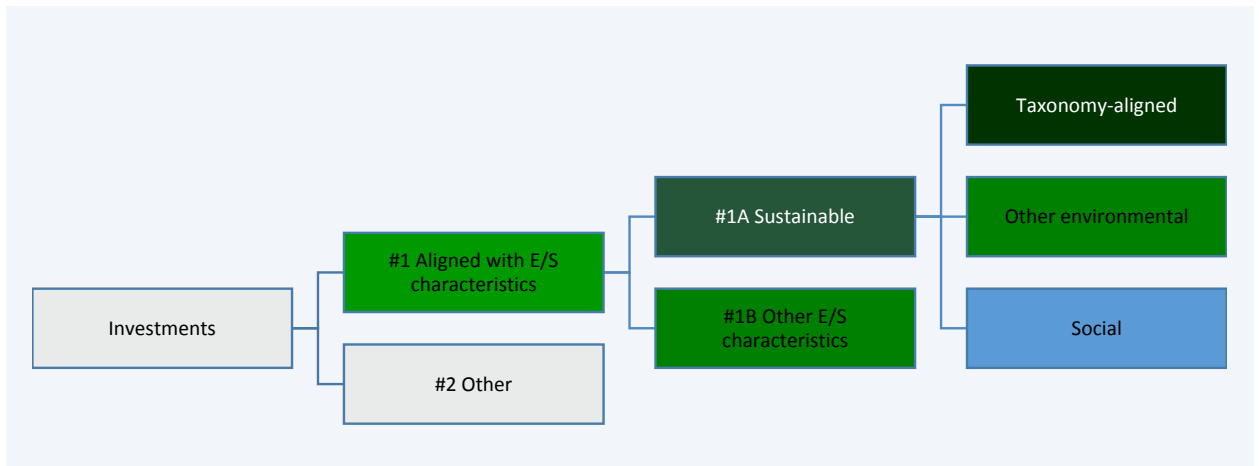 Investments
#1 Aligned with E/S
characteristics
#2 Other
#1A Sustainable
#1B Other E/S
characteristics
Taxonomy-aligned
Other environmental
Social